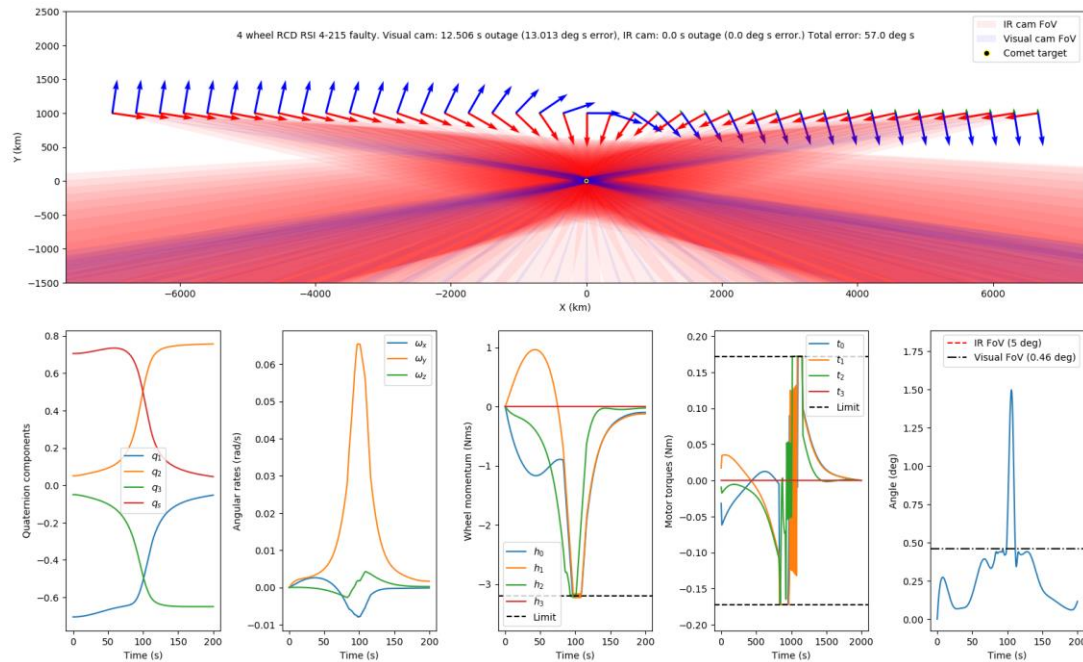 4 wheel RCD RSI 4-215 faulty. Visual cam: 12.506 s outage (13.013 deg s error), IR cam: 0.0 s outage (0.0 deg s error.) Total error: 57.0 deg s
IR cam FoV
Visual cam FoV
Comet target
2500
2000
1500
1000
500
0
−500
−1000
−1500
Y (km)
−6000 −4000 −2000 0 2000 4000 6000
X (km)
Quaternion components
0.8
0.6
0.4
0.2
0.0
−0.2
−0.4
−0.6
q₁
q₂
q₃
qₛ
0 50 100 150 200
Time (s)
Angular rates (rad/s)
0.06
0.05
0.04
0.03
0.02
0.01
0.00
−0.01
ωₓ
ω_y
ω_z
0 50 100 150 200
Time (s)
Wheel momentum (Nms)
1
0
−1
−2
−3
h₀
h₁
h₂
h₃
Limit
0 50 100 150 200
Time (s)
Motor torques (Nm)
0.20
0.15
0.10
0.05
0.00
−0.05
−0.10
−0.15
−0.20
t₀
t₁
t₂
t₃
Limit
0 500 1000 1500 2000
Time (s)
Angle (deg)
1.75
1.50
1.25
1.00
0.75
0.50
0.25
0.00
IR FoV (5 deg)
Visual FoV (0.46 deg)
0 50 100 150 200
Time (s)